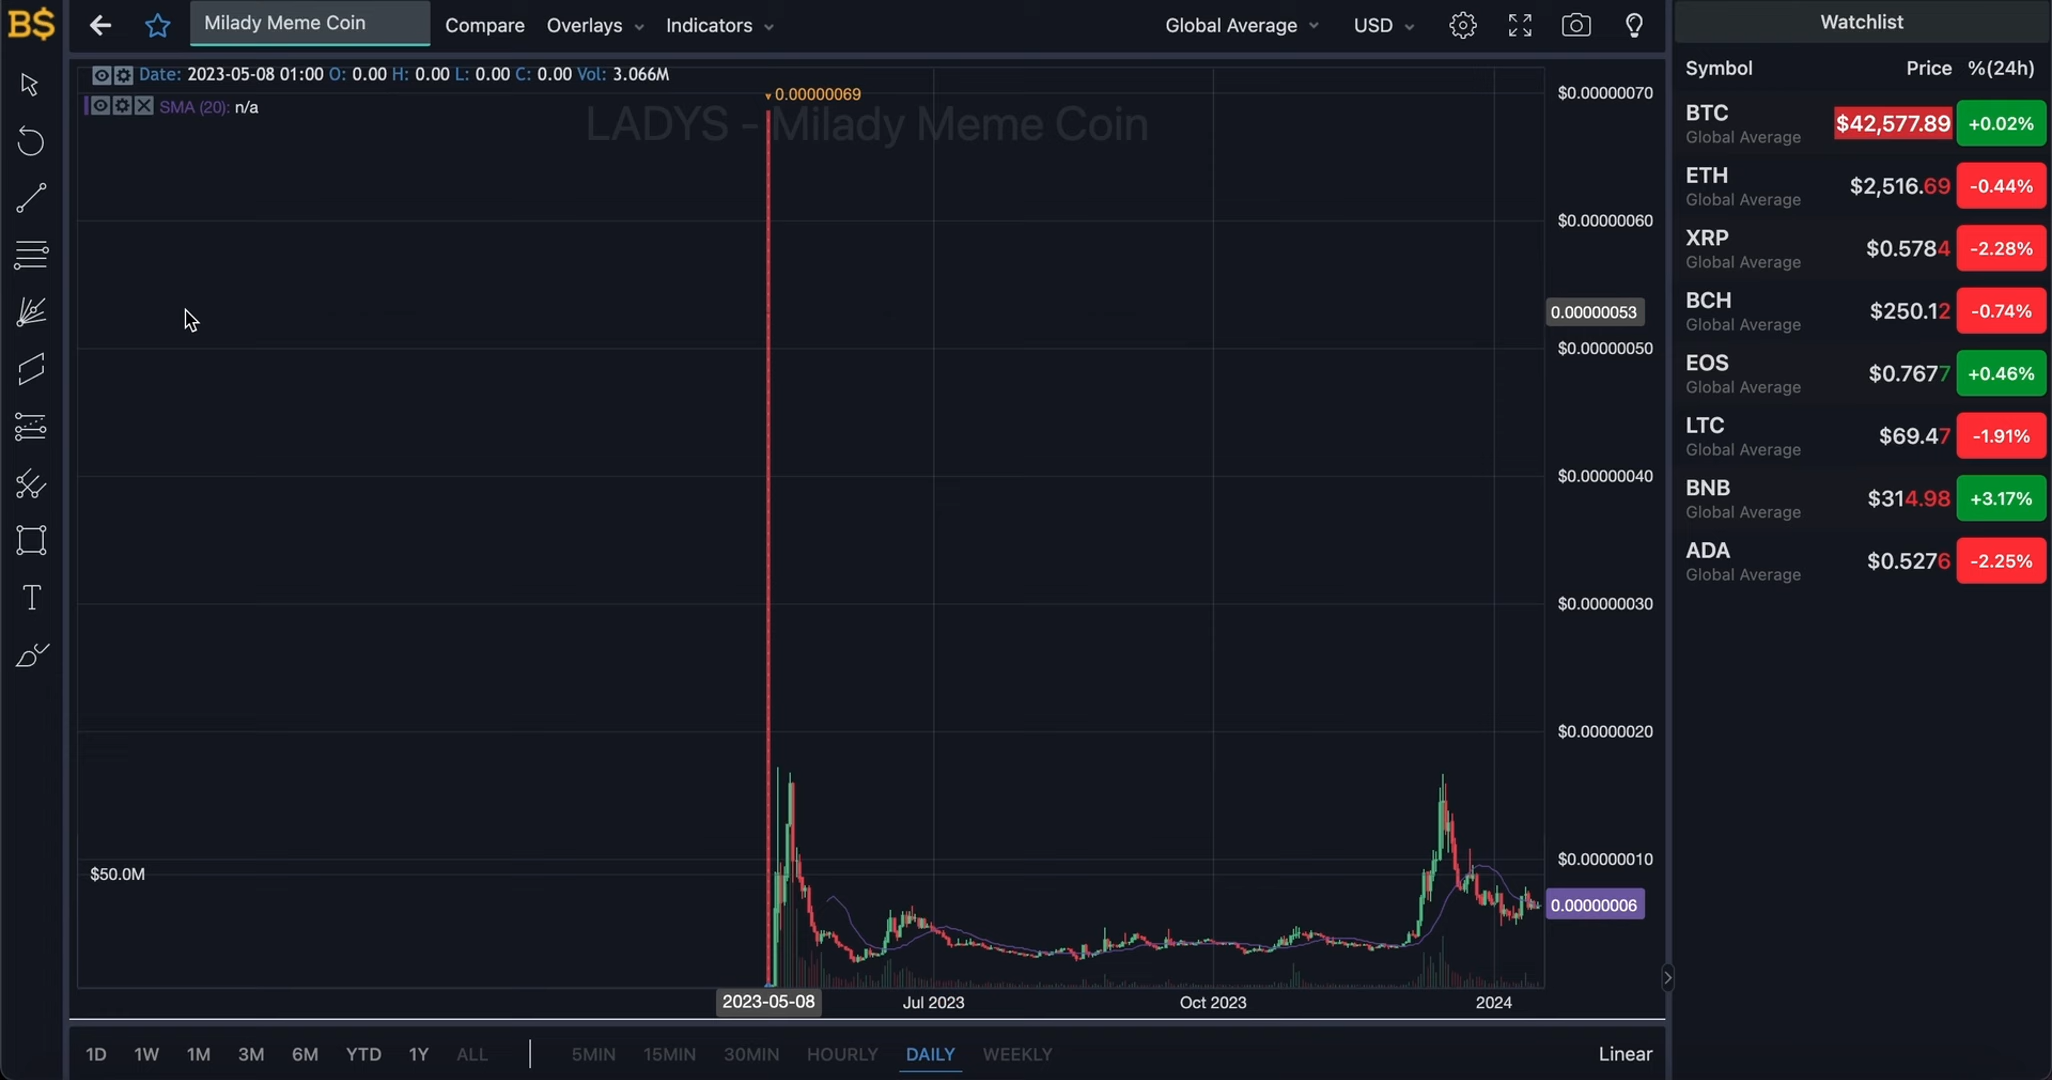 B$
Milady Meme Coin
Compare
Overlays
Indicators
Global Average
USD
Date: 2023-05-08 01:00 O: 0.00 H: 0.00 L: 0.00 C: 0.00 Vol: 3.066M
SMA (20): n/a
0.00000069
LADYS - Milady Meme Coin
$0.00000070
$0.00000060
0.00000053
$0.00000050
$0.00000040
$0.00000030
$0.00000020
$0.00000010
0.00000006
$50.0M
2023-05-08
Jul 2023
Oct 2023
2024
1D 1W 1M 3M 6M YTD 1Y ALL
5MIN 15MIN 30MIN HOURLY DAILY WEEKLY
Linear
T
Watchlist
Symbol Price %(24h)
BTC $42,577.89 +0.02%
Global Average
ETH $2,516.69 -0.44%
Global Average
XRP $0.5784 -2.28%
Global Average
BCH $250.12 -0.74%
Global Average
EOS $0.7677 +0.46%
Global Average
LTC $69.47 -1.91%
Global Average
BNB $314.98 +3.17%
Global Average
ADA $0.5276 -2.25%
Global Average